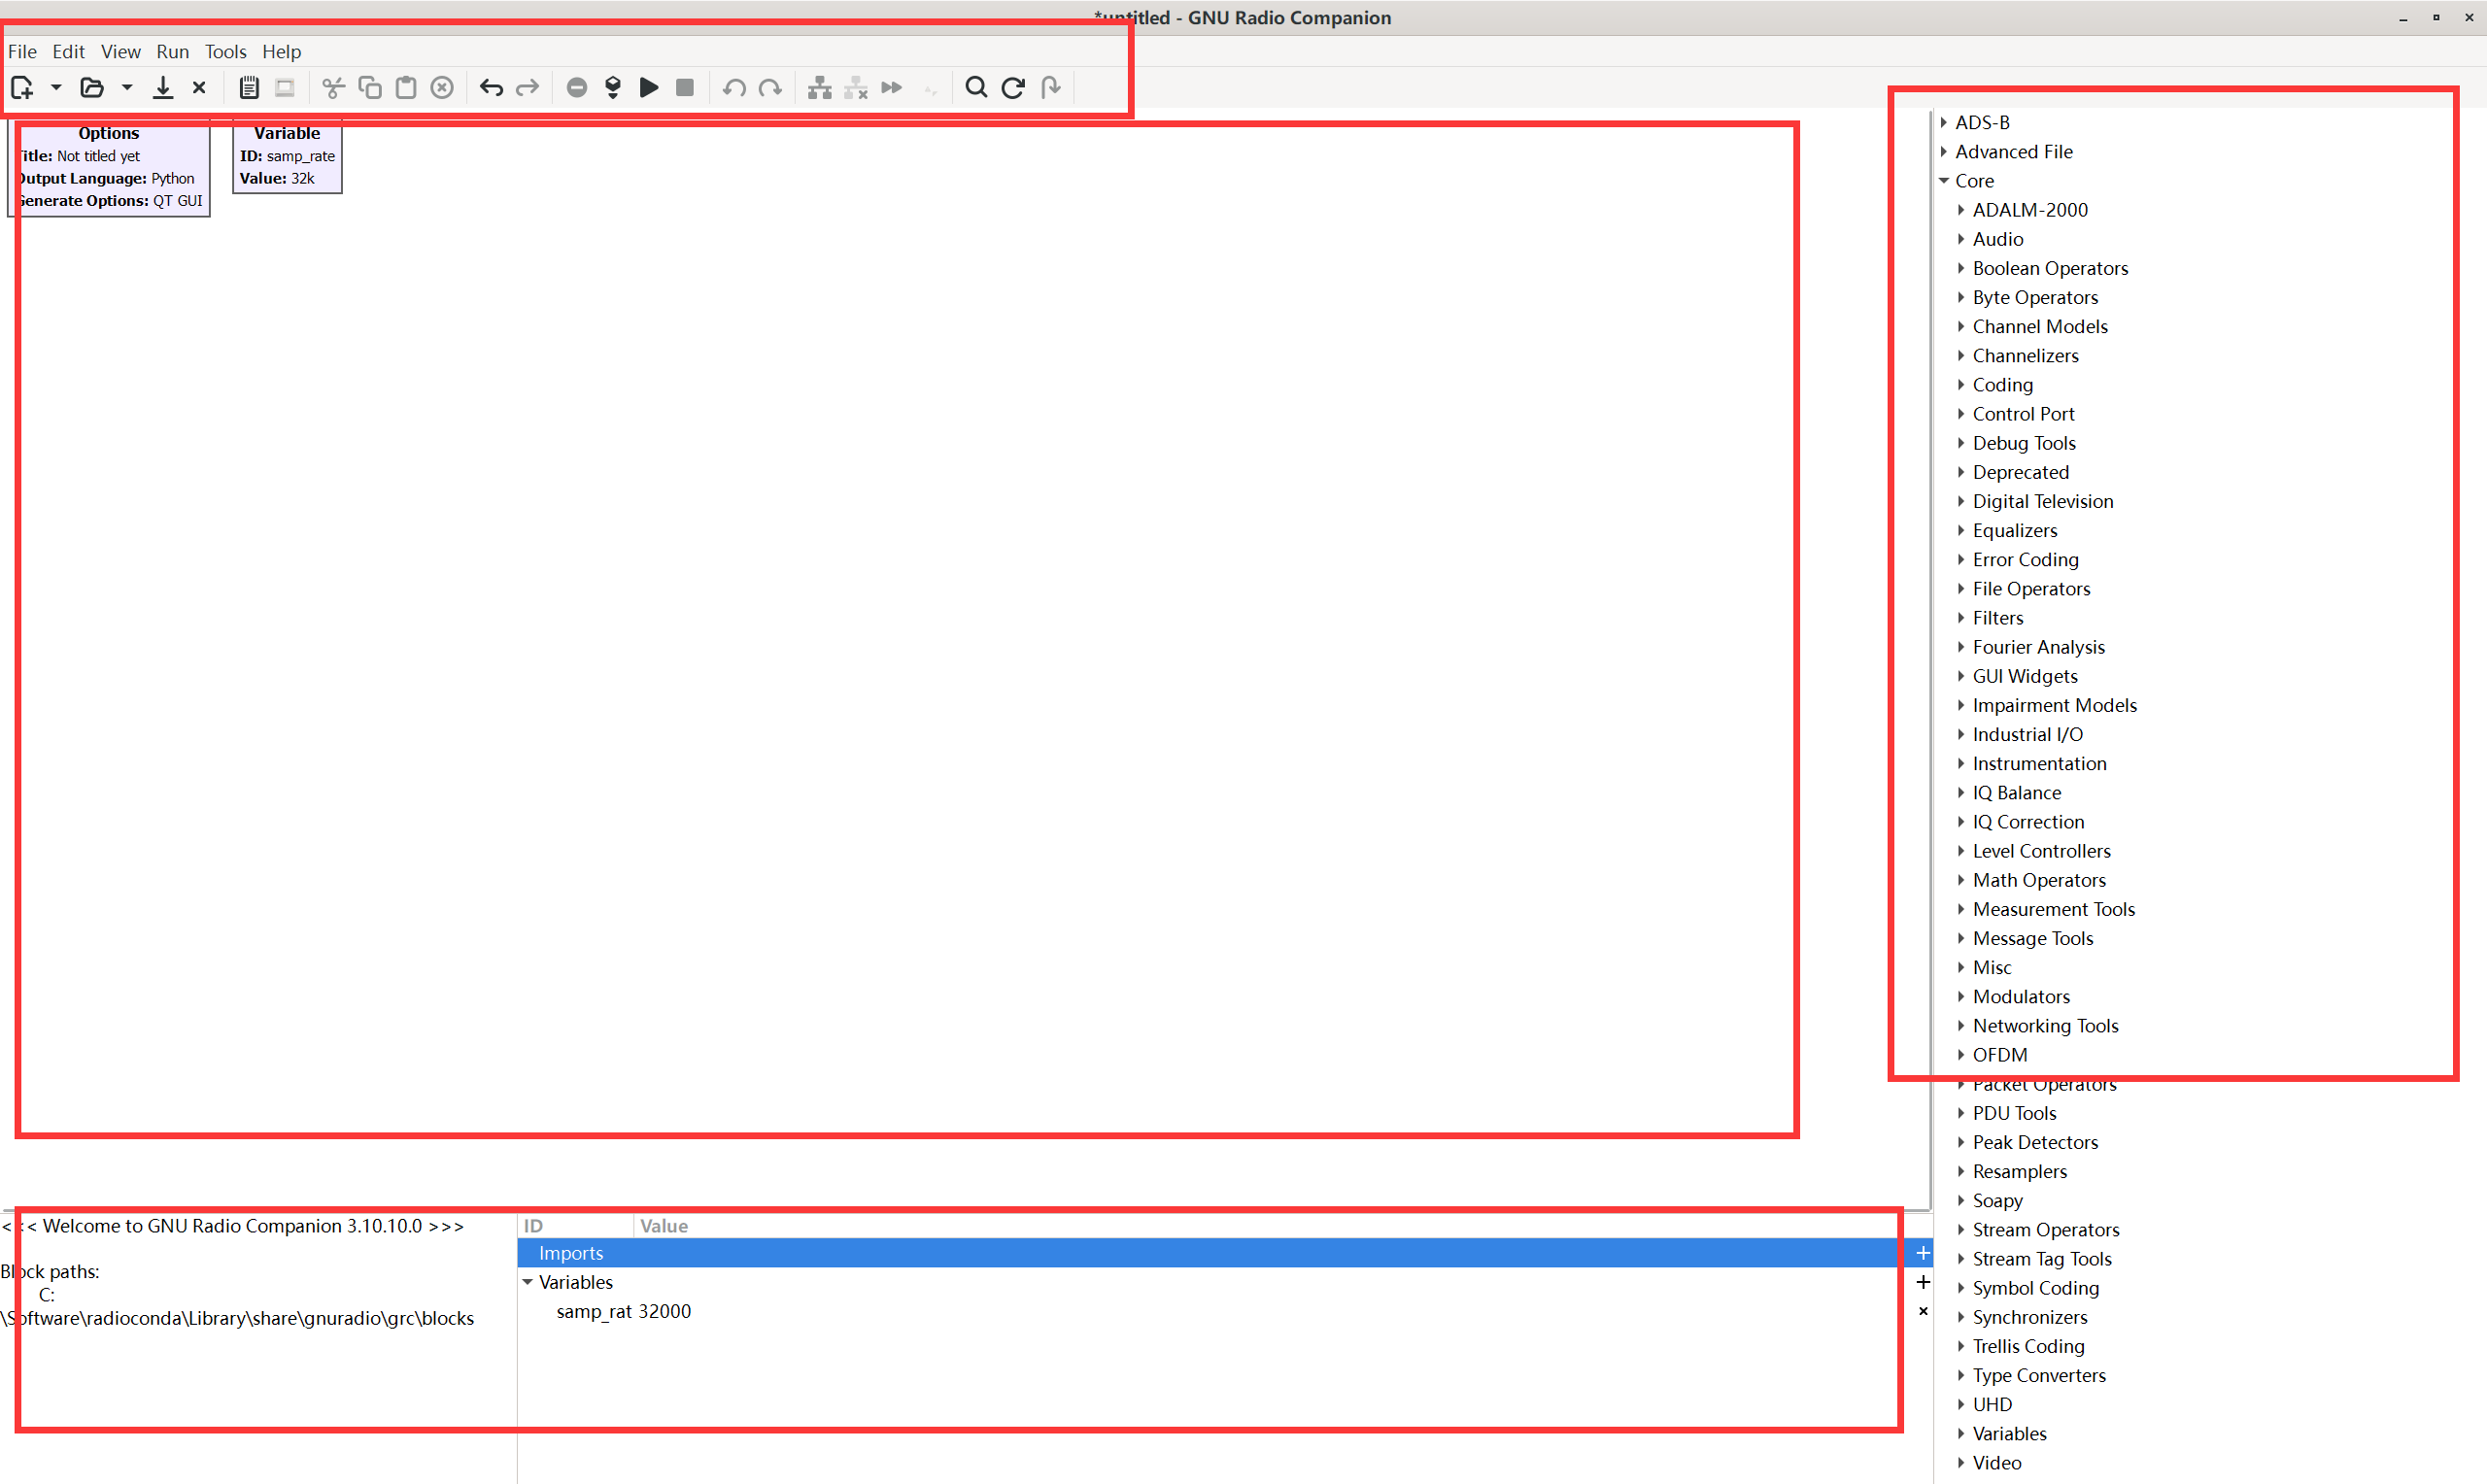 *untitled - GNU Radio Companion
File Edit View Run Tools Help
Options
Title: Not titled yet
Output Language: Python
Generate Options: QT GUI
Variable
ID: samp_rate
Value: 32k
ADS-B
Advanced File
Core
ADALM-2000
Audio
Boolean Operators
Byte Operators
Channel Models
Channelizers
Coding
Control Port
Debug Tools
Deprecated
Digital Television
Equalizers
Error Coding
File Operators
Filters
Fourier Analysis
GUI Widgets
Impairment Models
Industrial I/O
Instrumentation
IQ Balance
IQ Correction
Level Controllers
Math Operators
Measurement Tools
Message Tools
Misc
Modulators
Networking Tools
OFDM
Packet Operators
PDU Tools
Peak Detectors
Resamplers
Soapy
Stream Operators
Stream Tag Tools
Symbol Coding
Synchronizers
Trellis Coding
Type Converters
UHD
Variables
Video
<<< Welcome to GNU Radio Companion 3.10.10.0 >>>
Block paths:
C:
\Software\radioconda\Library\share\gnuradio\grc\blocks
ID Value
Imports
Variables
samp_rat 32000